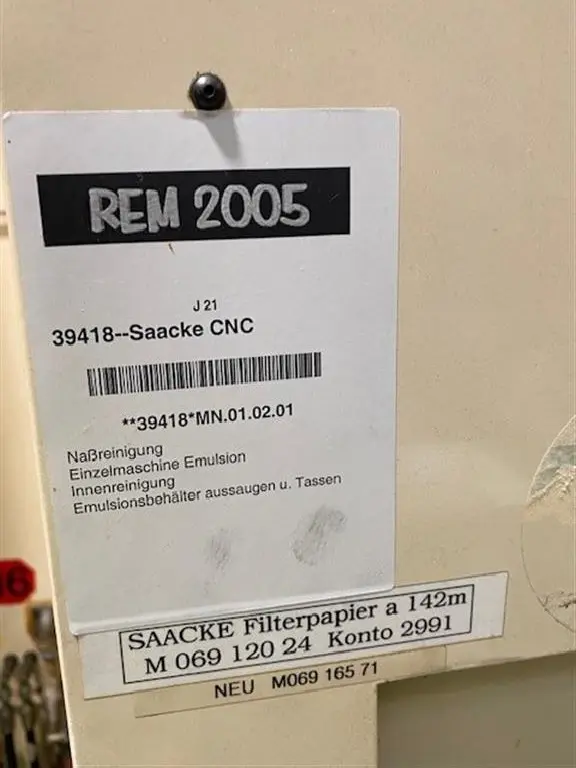 REM 2005
J 21
39418--Saacke CNC
**39418*MN.01.02.01
Naßreinigung
Einzelmaschine Emulsion
Innenreinigung
Emulsionsbehälter aussaugen u. Tassen
SAACKE Filterpapier a 142m
M 069 120 24 Konto 2991
NEU M069 165 71
6